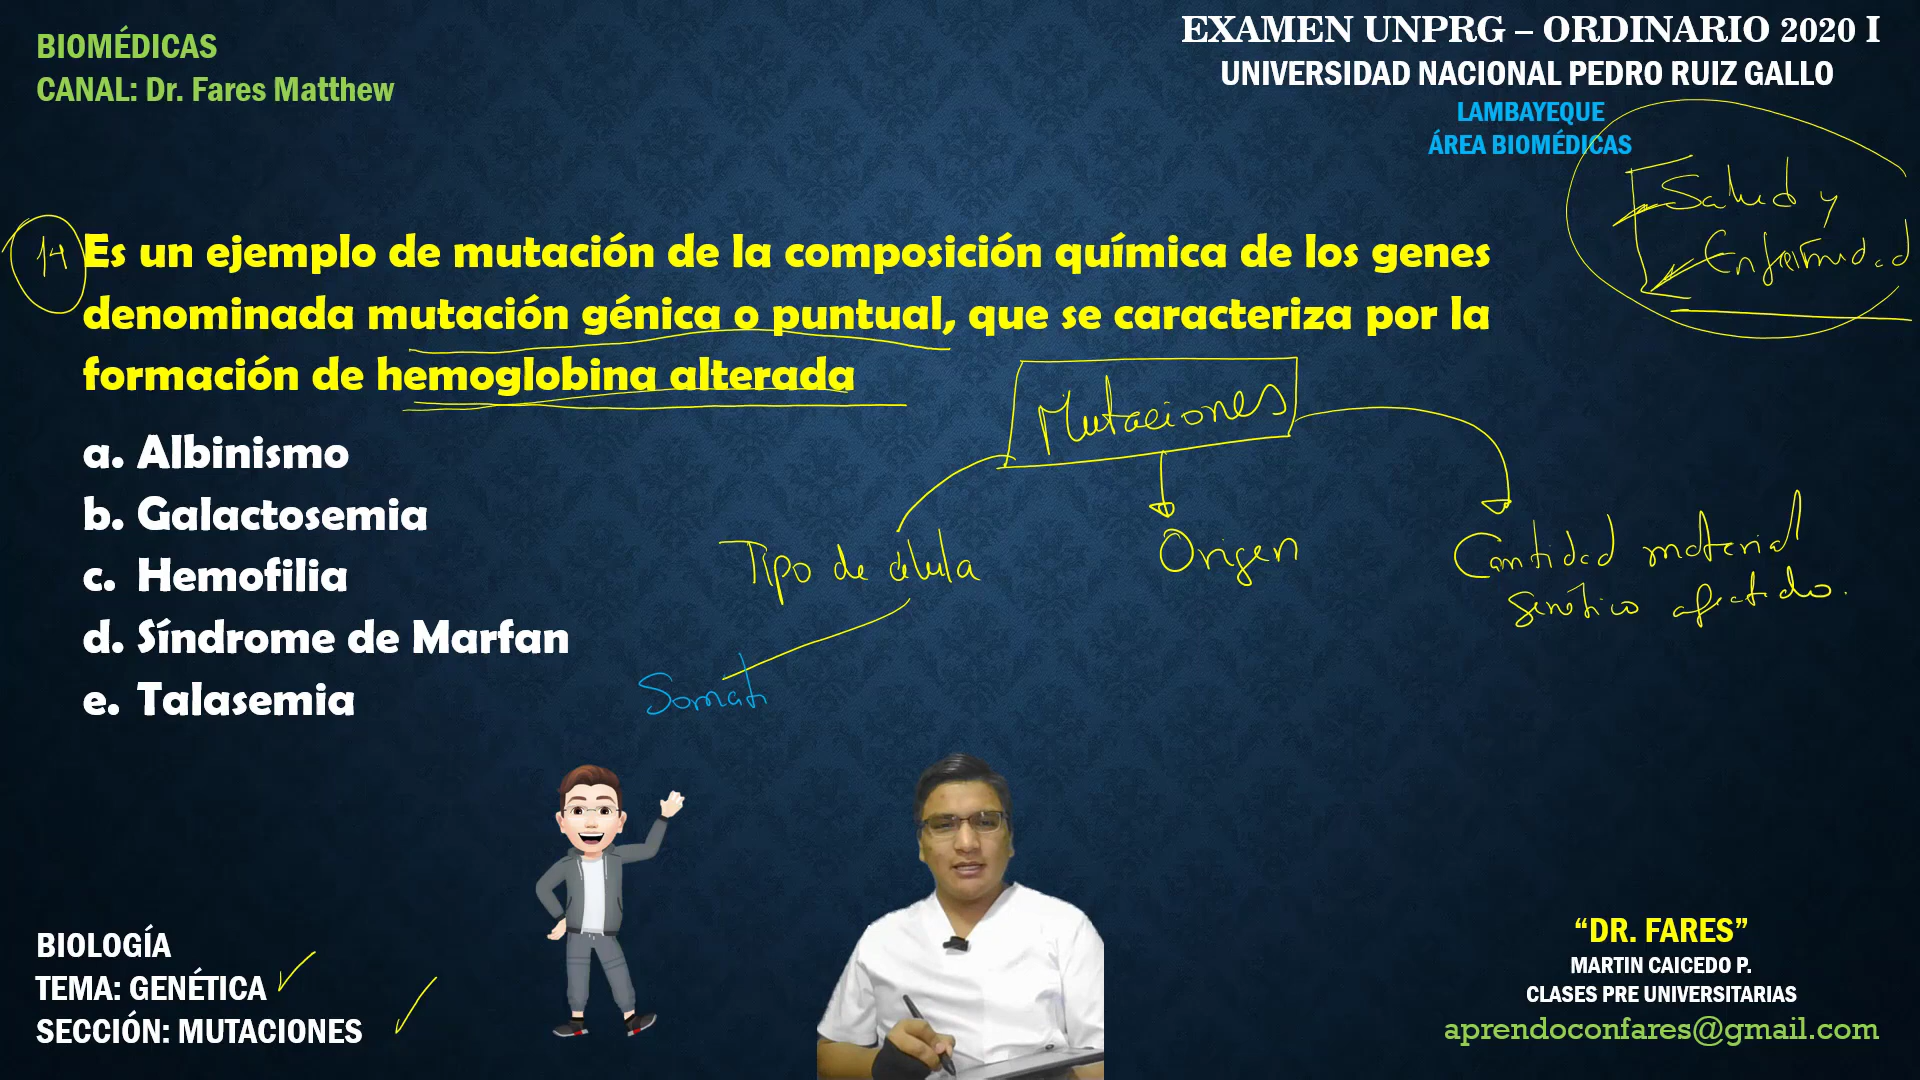 BIOMÉDICAS
CANAL: Dr. Fares Matthew
EXAMEN UNPRG – ORDINARIO 2020 I
UNIVERSIDAD NACIONAL PEDRO RUIZ GALLO
LAMBAYEQUE
ÁREA BIOMÉDICAS
Salud y
Enfermedad
14
Es un ejemplo de mutación de la composición química de los genes
denominada mutación génica o puntual, que se caracteriza por la
formación de hemoglobina alterada
a. Albinismo
b. Galactosemia
c. Hemofilia
d. Síndrome de Marfan
e. Talasemia
Mutaciones
Tipo de célula
Origen
Cantidad material
genético afectado.
Somati
BIOLOGÍA
TEMA: GENÉTICA
SECCIÓN: MUTACIONES
“DR. FARES”
MARTIN CAICEDO P.
CLASES PRE UNIVERSITARIAS
aprendoconfares@gmail.com